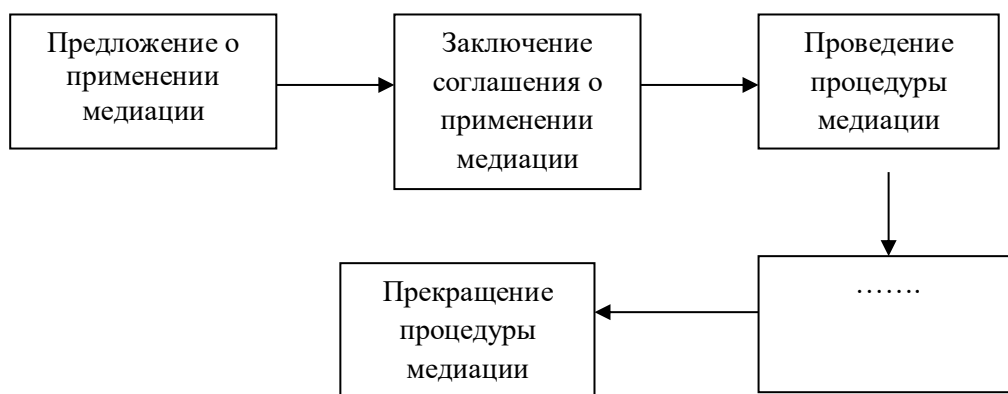 Предложение о
применении
медиации
Заключение
соглашения о
применении
медиации
Проведение
процедуры
медиации
…….
Прекращение
процедуры
медиации